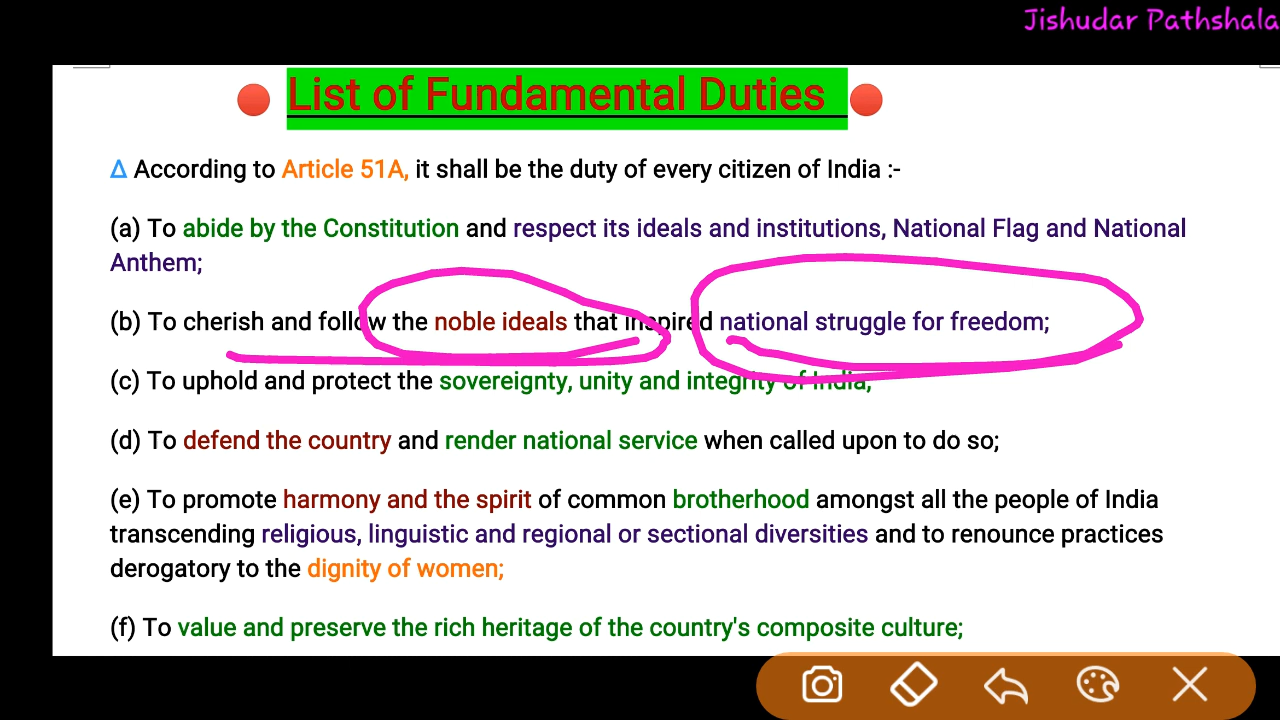 Jishudar Pathshala
List of Fundamental Duties
Δ According to Article 51A, it shall be the duty of every citizen of India :-
(a) To abide by the Constitution and respect its ideals and institutions, National Flag and National
Anthem;
(b) To cherish and follow the noble ideals that inspired national struggle for freedom;
(c) To uphold and protect the sovereignty, unity and integrity of India;
(d) To defend the country and render national service when called upon to do so;
(e) To promote harmony and the spirit of common brotherhood amongst all the people of India
transcending religious, linguistic and regional or sectional diversities and to renounce practices
derogatory to the dignity of women;
(f) To value and preserve the rich heritage of the country's composite culture;